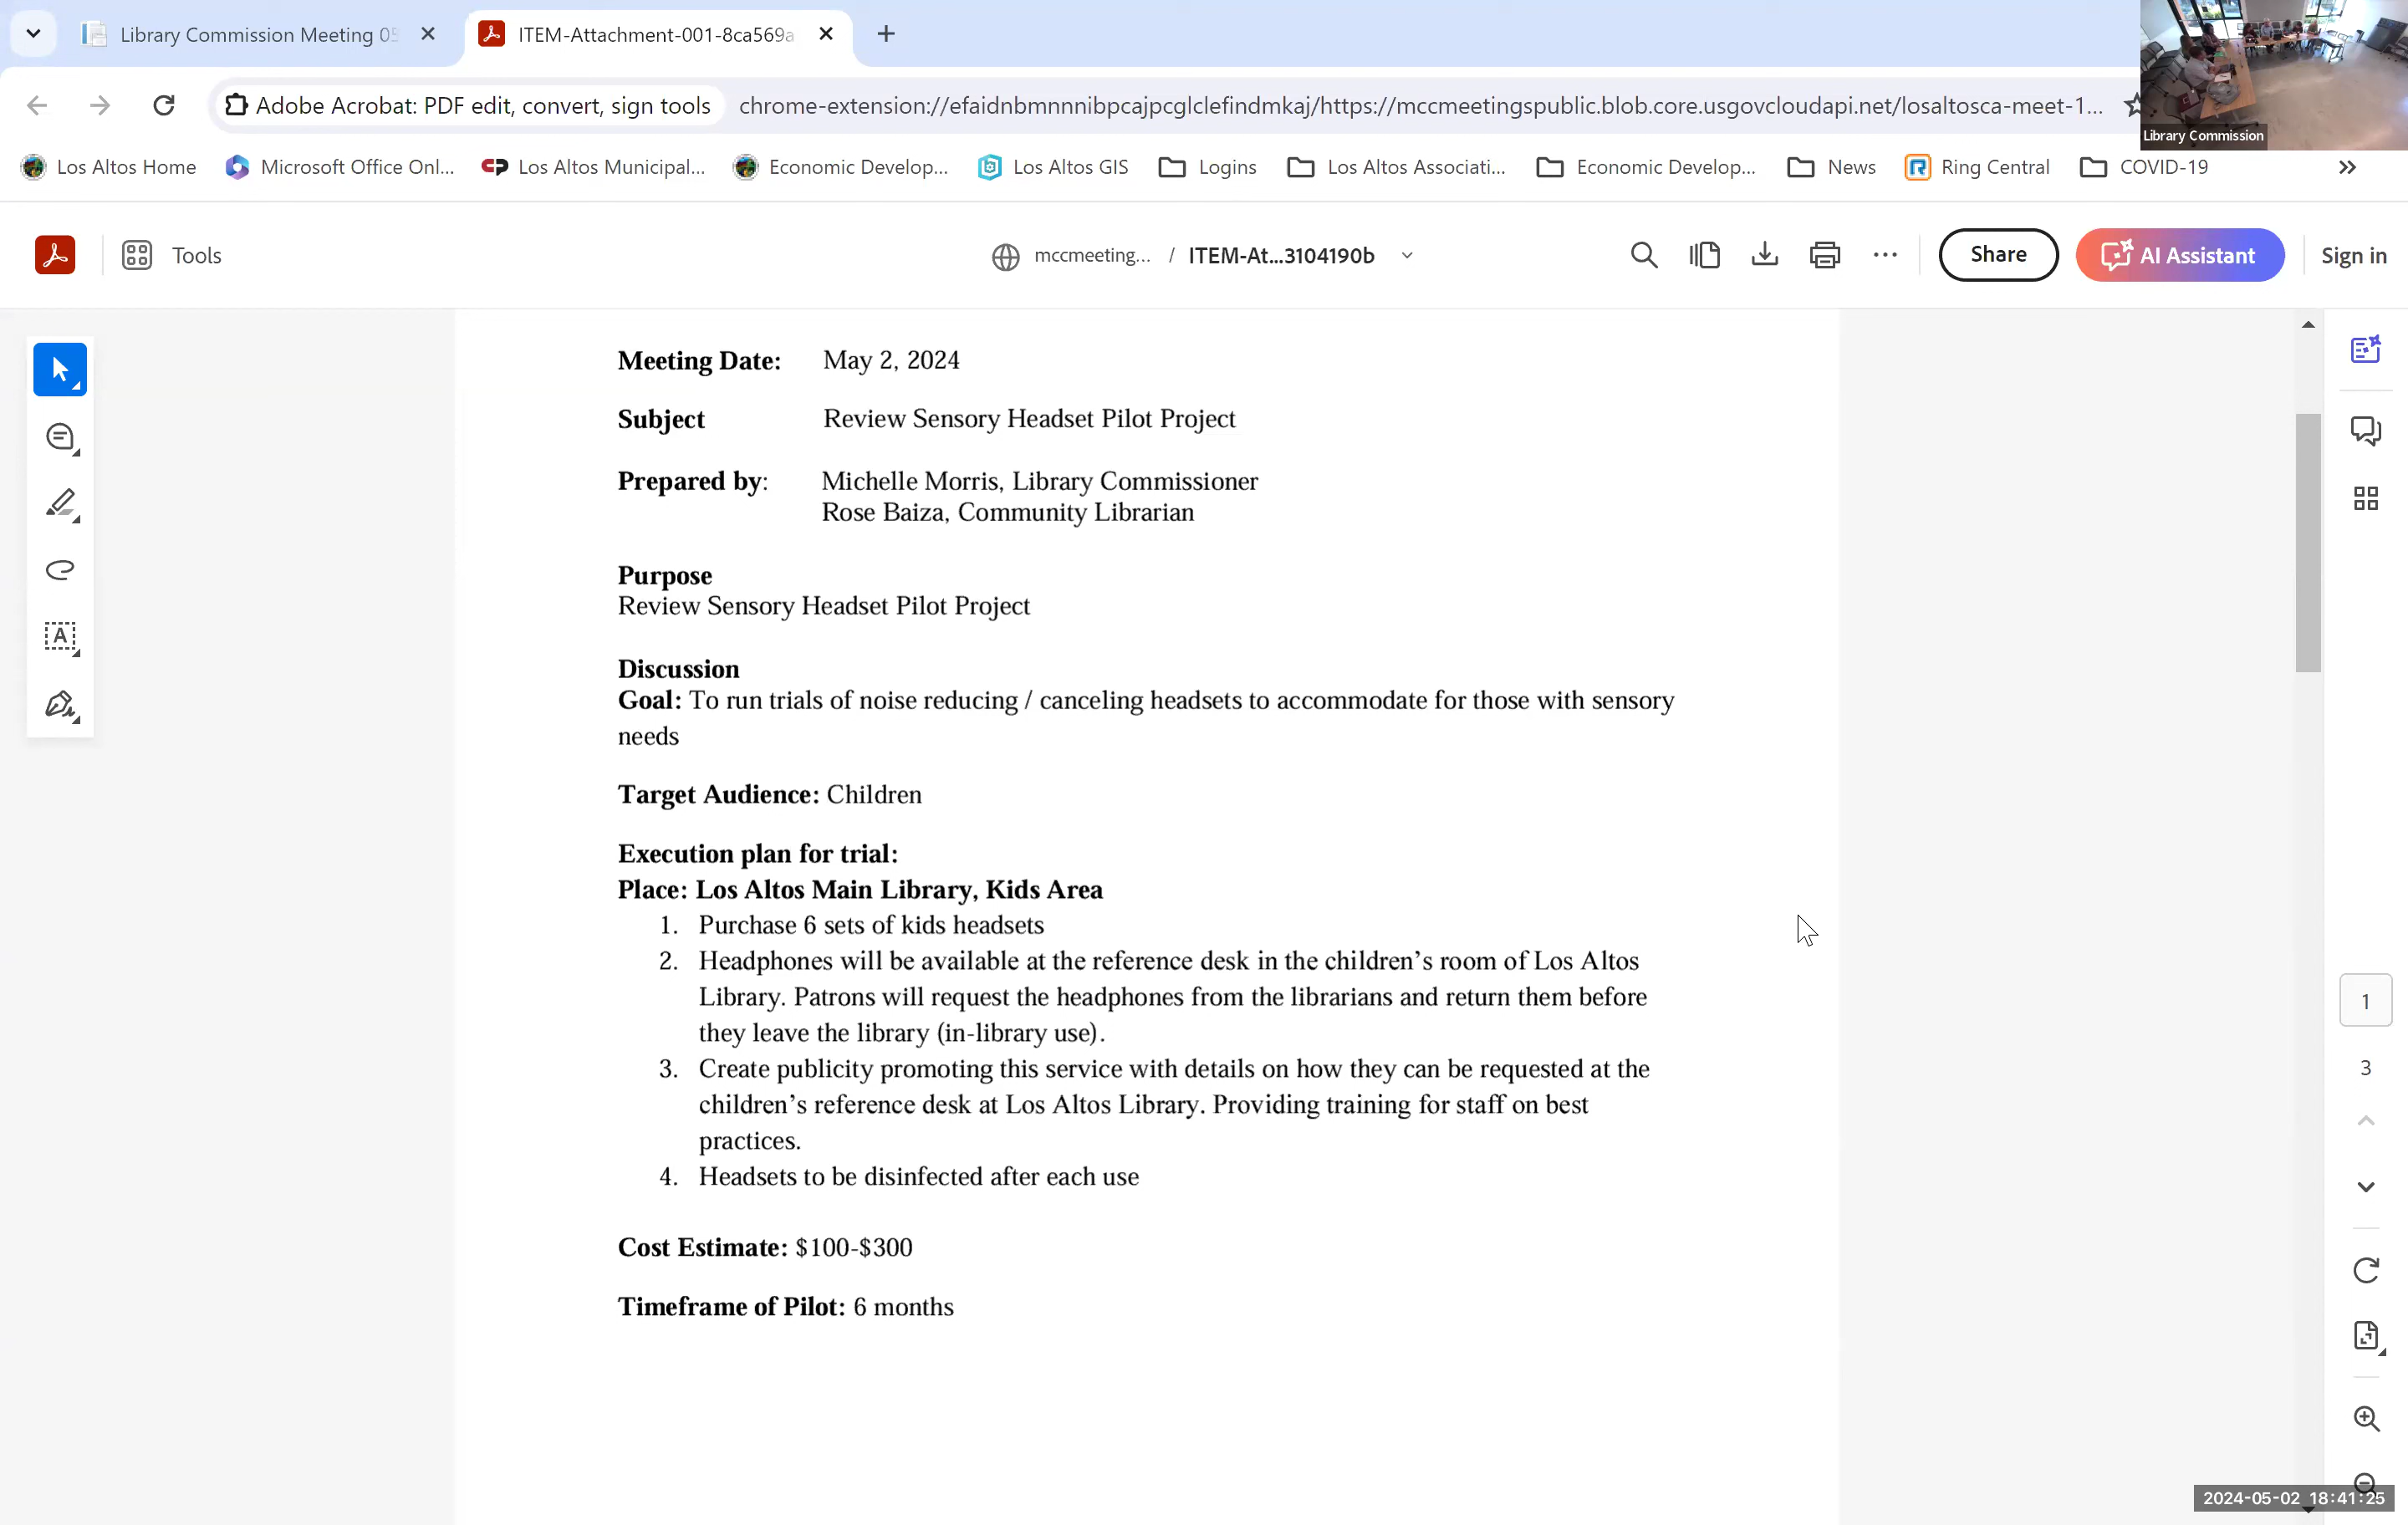 Library Commission Meeting 05
ITEM-Attachment-001-8ca569a
Adobe Acrobat: PDF edit, convert, sign tools chrome-extension://efaidnbmnnnibpcajpcglclefindmkaj/https://mccmeetingspublic.blob.core.usgovcloudapi.net/losaltosca-meet-1...
Library Commission
Los Altos Home Microsoft Office Onl... Los Altos Municipal... Economic Develop... Los Altos GIS Logins Los Altos Associati... Economic Develop... News Ring Central COVID-19
Tools mccmeeting... / ITEM-At...3104190b Share AI Assistant Sign in
Meeting Date: May 2, 2024
Subject Review Sensory Headset Pilot Project
Prepared by: Michelle Morris, Library Commissioner
Rose Baiza, Community Librarian
Purpose
Review Sensory Headset Pilot Project
Discussion
Goal: To run trials of noise reducing / canceling headsets to accommodate for those with sensory
needs
Target Audience: Children
Execution plan for trial:
Place: Los Altos Main Library, Kids Area
1. Purchase 6 sets of kids headsets
2. Headphones will be available at the reference desk in the children’s room of Los Altos
Library. Patrons will request the headphones from the librarians and return them before
they leave the library (in-library use).
3. Create publicity promoting this service with details on how they can be requested at the
children’s reference desk at Los Altos Library. Providing training for staff on best
practices.
4. Headsets to be disinfected after each use
Cost Estimate: $100-$300
Timeframe of Pilot: 6 months
1
3
2024-05-02 18:41:25